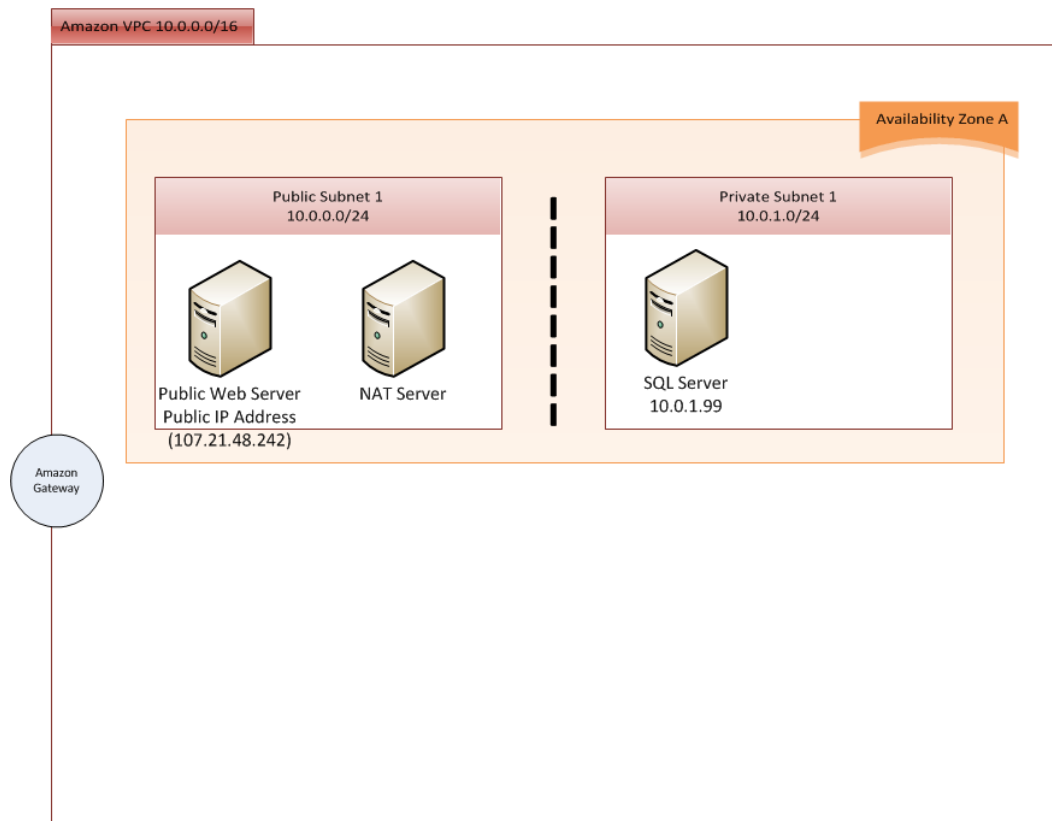 Amazon VPC 10.0.0.0/16
Availability Zone A
Public Subnet 1
10.0.0.0/24
Private Subnet 1
10.0.1.0/24
Public Web Server
Public IP Address
(107.21.48.242)
NAT Server
SQL Server
10.0.1.99
Amazon
Gateway